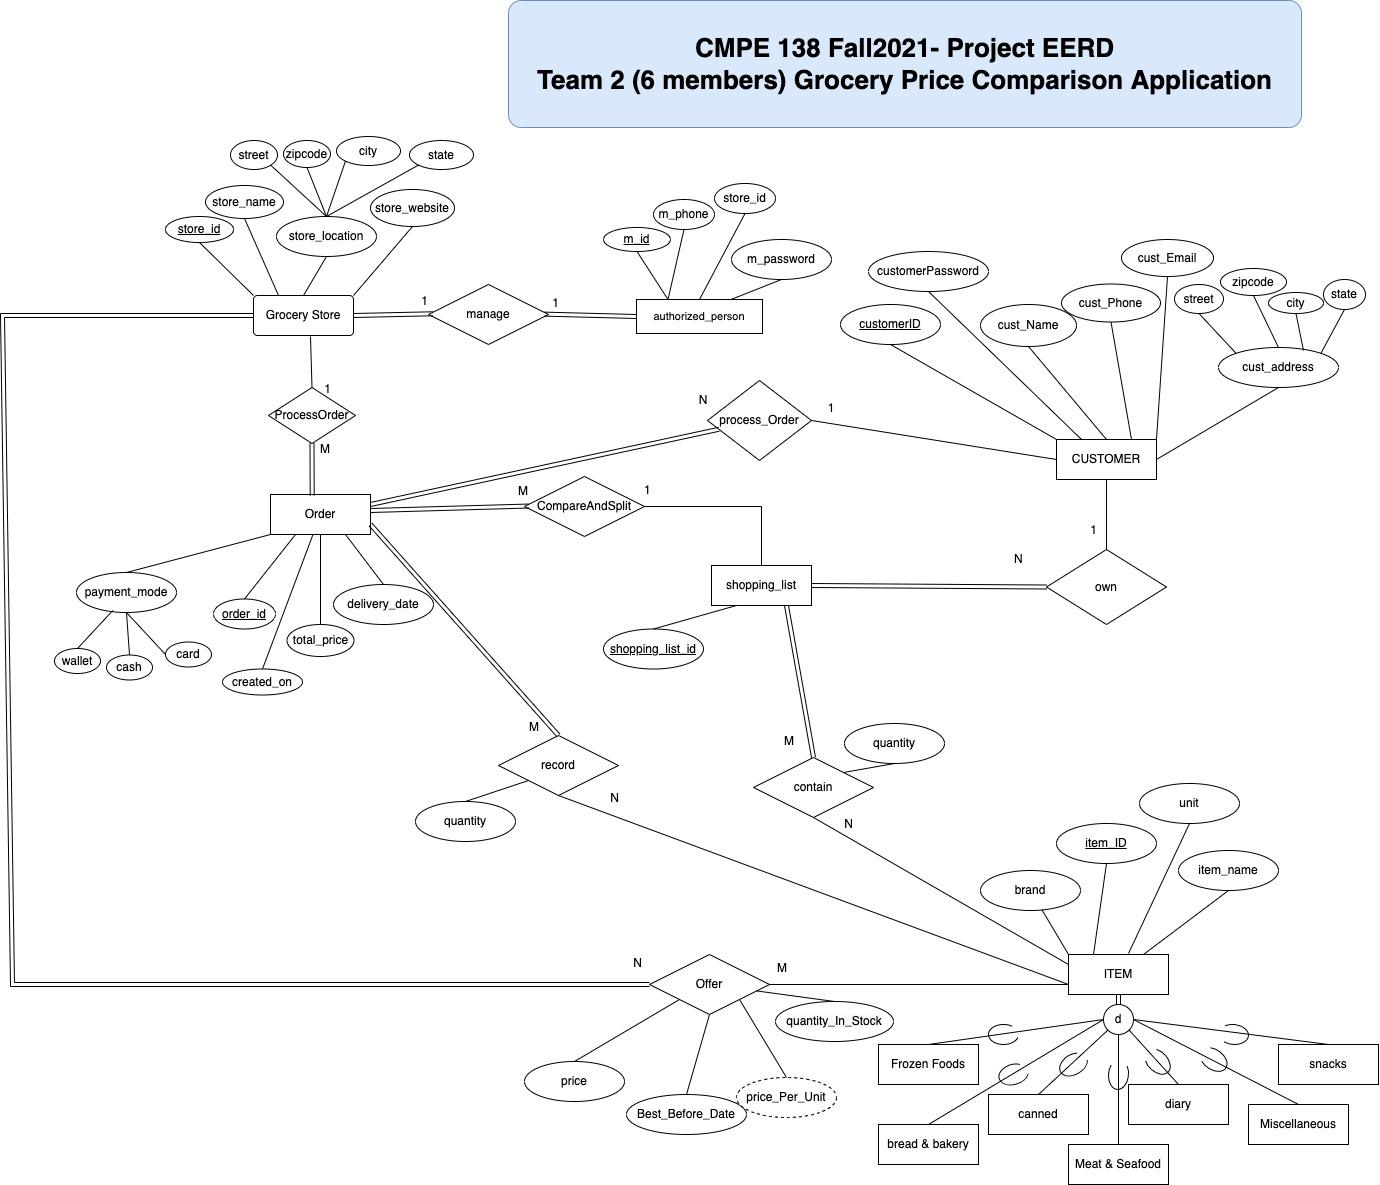 CMPE 138 Fall2021- Project EERD
Team 2 (6 members) Grocery Price Comparison Application
street
zipcode
city
state
store_id
store_name
store_location
store_website
m_id
m_phone
store_id
m_password
customerPassword
cust_Email
customerID
cust_Name
cust_Phone
street
zipcode
city
state
cust_address
Grocery Store
1
manage
1
authorized_person
1
ProcessOrder
M
N
process_Order
1
CUSTOMER
Order
M
CompareAndSplit
1
1
N
own
shopping_list
shopping_list_id
payment_mode
wallet
cash
card
order_id
created_on
total_price
delivery_date
M
record
N
quantity
M
contain
N
quantity
brand
item_ID
unit
item_name
ITEM
N
Offer
M
price
Best_Before_Date
price_Per_Unit
quantity_In_Stock
d
Frozen Foods
bread & bakery
canned
Meat & Seafood
diary
Miscellaneous
snacks